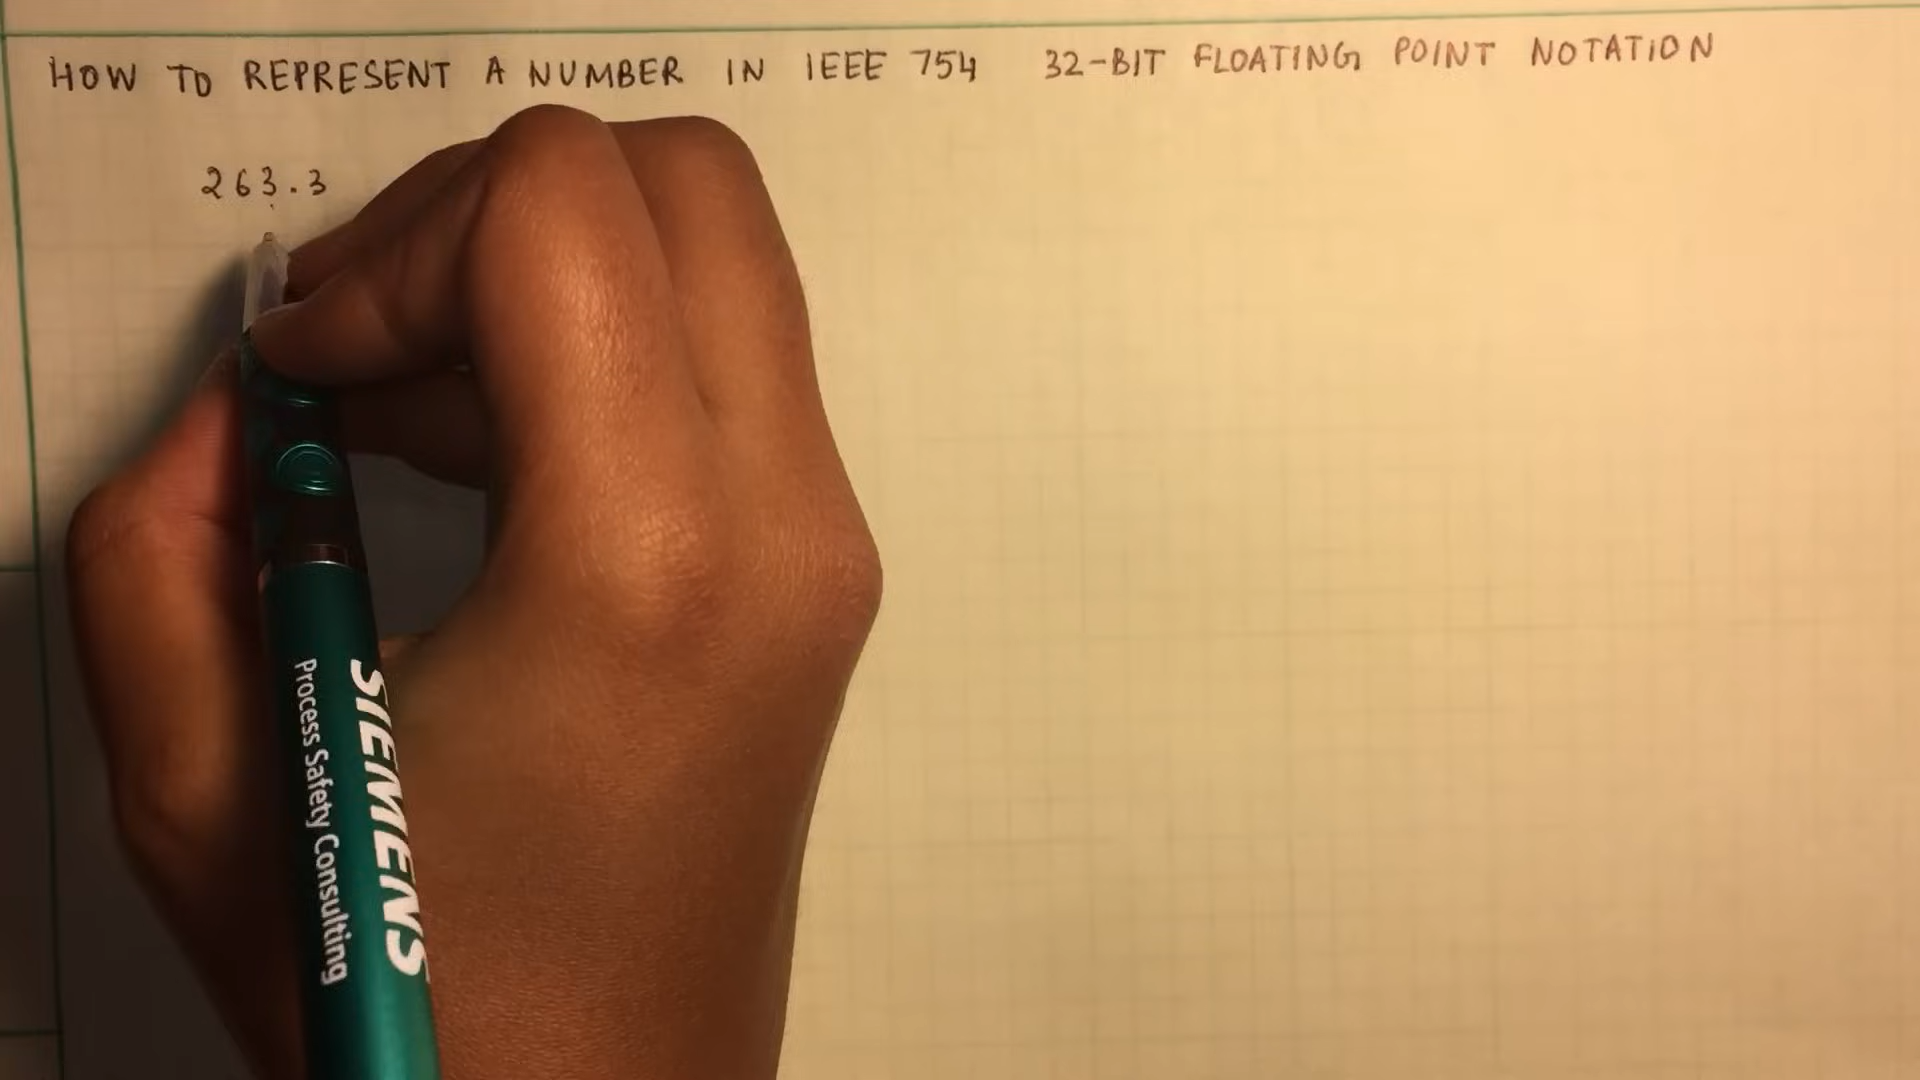 HOW TO REPRESENT A NUMBER IN IEEE 754 32-BIT FLOATING POINT NOTATION
263.3
SIEMENS
Process Safety Consulting